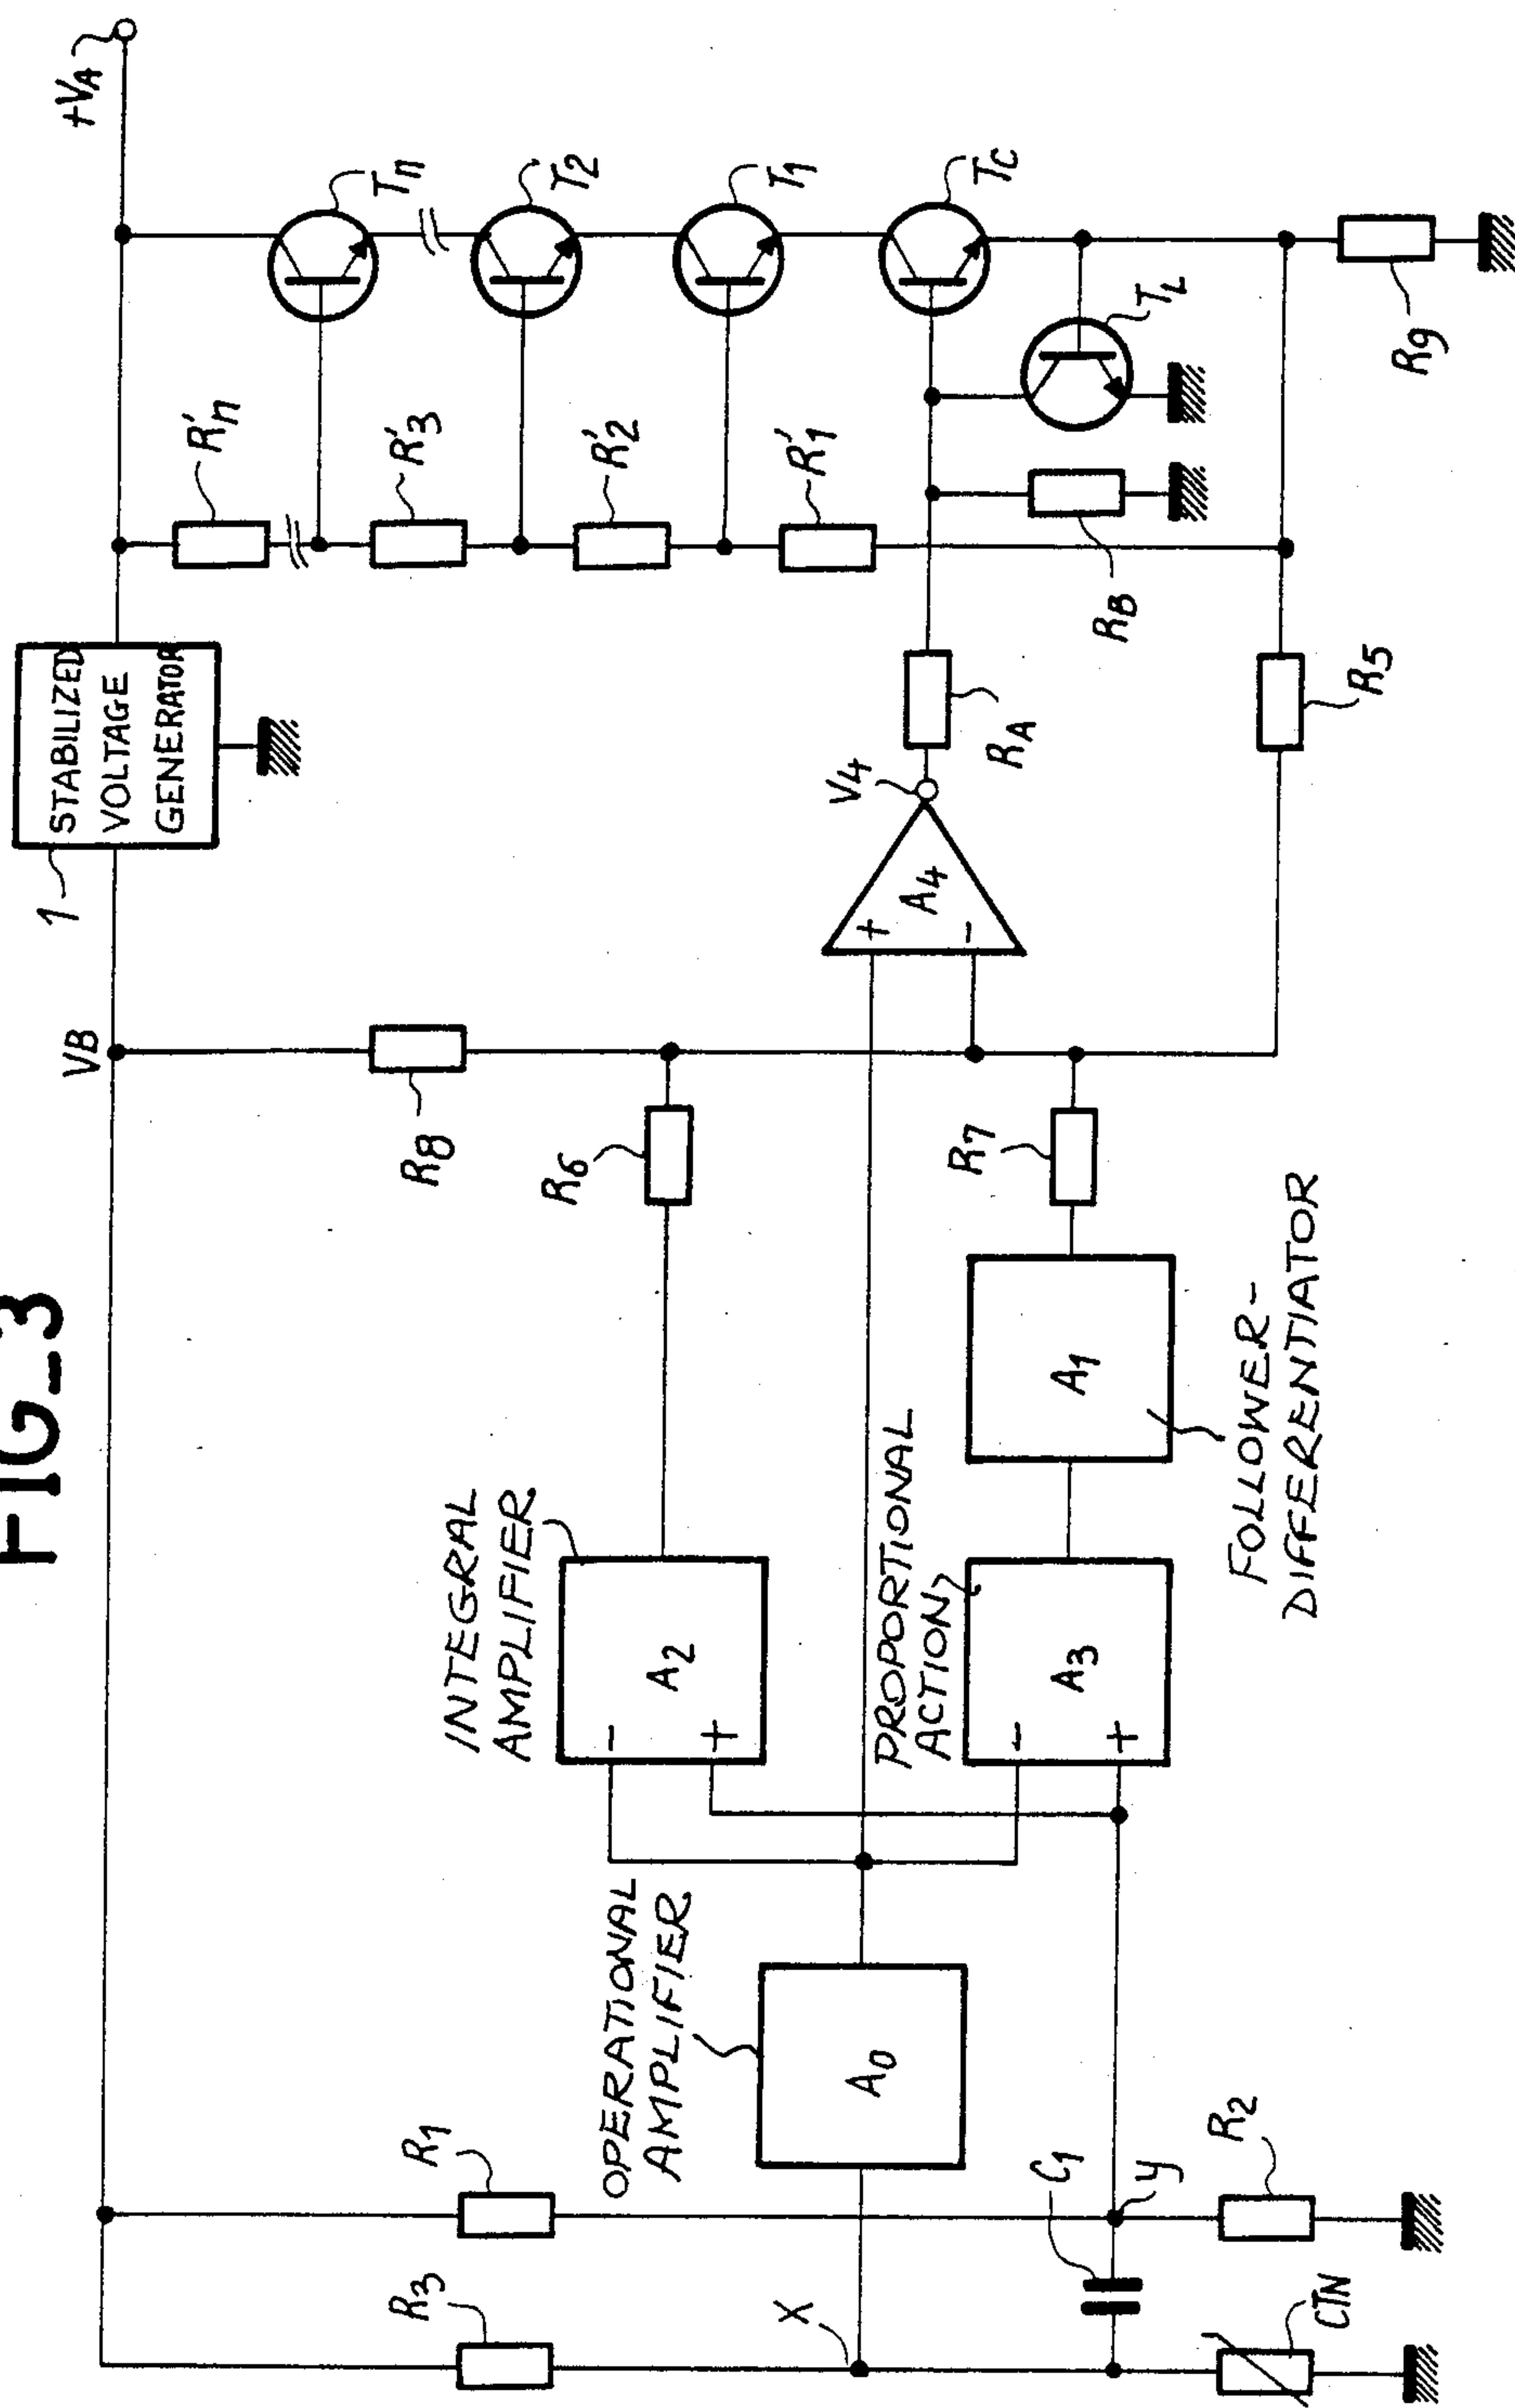 FIG_3
+VA
1
STABILIZED
VOLTAGE
GENERATOR
VB
R'n
R'3
R'2
R'1
Tn
T2
T1
TC
TL
RB
R9
R5
RA
V4
A4
+
-
R8
R6
R7
INTEGRAL
AMPLIFIER
A2
-
+
PROPORTIONAL
ACTION
A3
-
+
A1
FOLLOWER-
DIFFERENTIATOR
OPERATIONAL
AMPLIFIER
A0
R1
R3
X
C1
y
R2
CTN